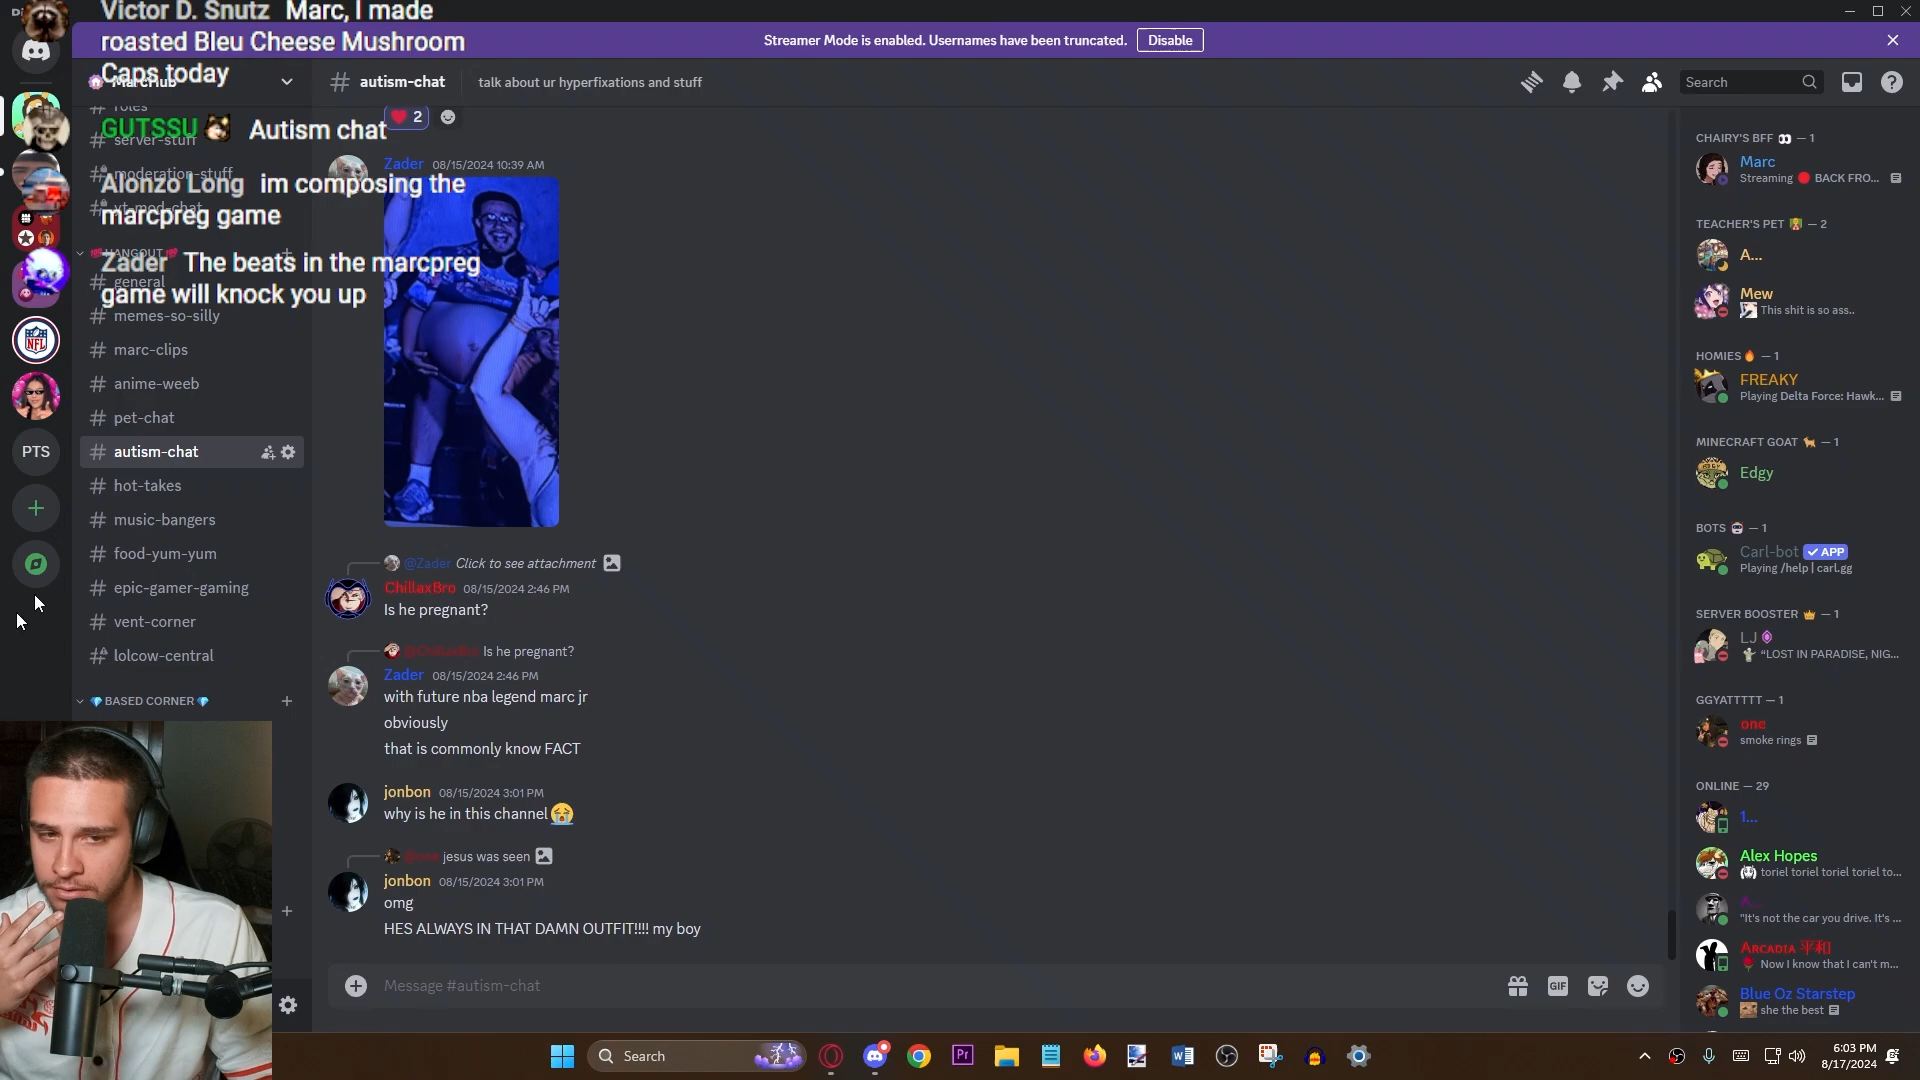 Victor D. Snutz Marc, I made
roasted Bleu Cheese Mushroom
Caps today
GUTSSU Autism chat
Alonzo Long im composing the
marcpreg game
Zader The beats in the marcpreg
game will knock you up
Streamer Mode is enabled. Usernames have been truncated. Disable
MarcHub
# autism-chat talk about ur hyperfixations and stuff
Search
roles
server-stuff
moderation-stuff
yt-mod-chat
HANGOUT
general
memes-so-silly
marc-clips
anime-weeb
pet-chat
autism-chat
hot-takes
music-bangers
food-yum-yum
epic-gamer-gaming
vent-corner
lolcow-central
BASED CORNER
NFL
PTS
2
Zader 08/15/2024 10:39 AM
@Zader Click to see attachment
ChillaxBro 08/15/2024 2:46 PM
Is he pregnant?
@ChillaxBro Is he pregnant?
Zader 08/15/2024 2:46 PM
with future nba legend marc jr
obviously
that is commonly know FACT
jonbon 08/15/2024 3:01 PM
why is he in this channel😭
@one jesus was seen
jonbon 08/15/2024 3:01 PM
omg
HES ALWAYS IN THAT DAMN OUTFIT!!!! my boy
Message #autism-chat
GIF
CHAIRY'S BFF 👀 — 1
Marc
Streaming 🔴 BACK FRO...
TEACHER'S PET — 2
A...
Mew
This shit is so ass..
HOMIES🔥 — 1
FREAKY
Playing Delta Force: Hawk...
MINECRAFT GOAT 🐐 — 1
Edgy
BOTS — 1
Carl-bot ✓ APP
Playing /help | carl.gg
SERVER BOOSTER 👑 — 1
LJ
"LOST IN PARADISE, NIG...
GGYATTTTT — 1
one
smoke rings
ONLINE — 29
1...
Alex Hopes
toriel toriel toriel toriel to...
A...
"It's not the car you drive. It's ...
ARCADIA 平和
Now I know that I can't m...
Blue Oz Starstep
she the best
Search
Pr
6:03 PM
8/17/2024